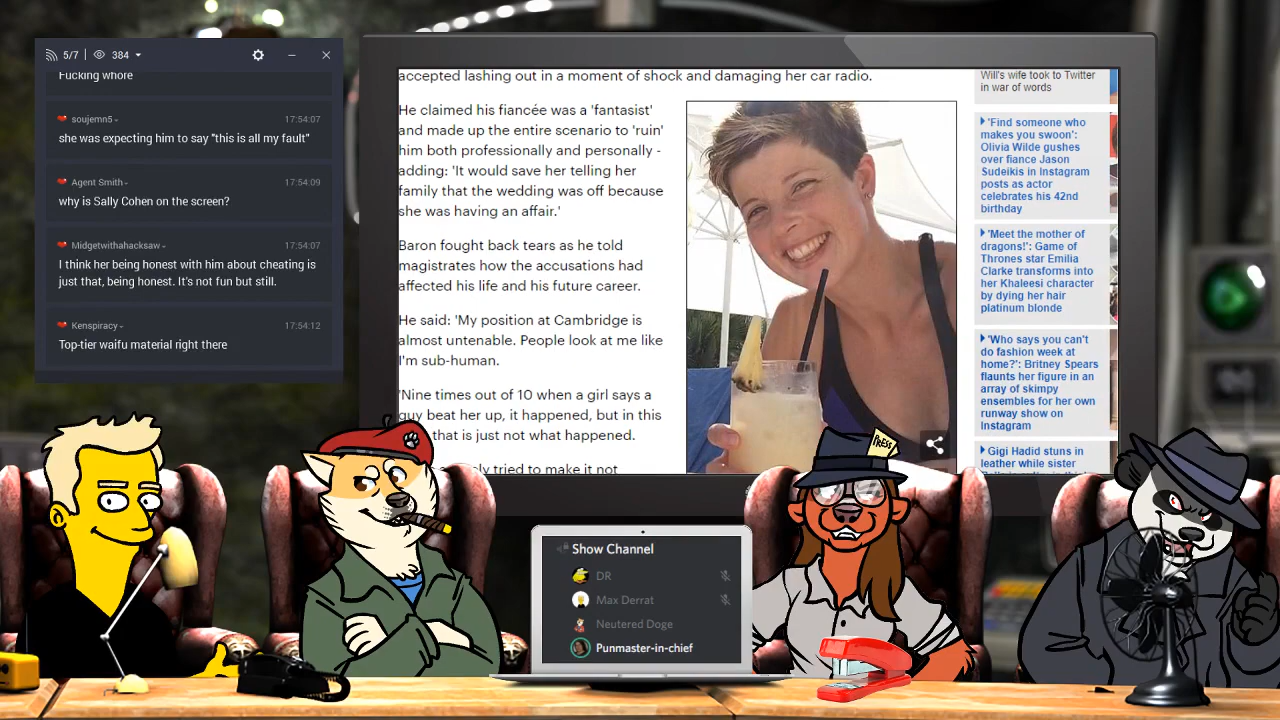 5/7 384
Fucking whore
soujemn5 17:54:07
she was expecting him to say "this is all my fault"
Agent Smith 17:54:09
why is Sally Cohen on the screen?
Midgetwithahacksaw 17:54:07
I think her being honest with him about cheating is
just that, being honest. It's not fun but still.
Kenspiracy 17:54:12
Top-tier waifu material right there
accepted lashing out in a moment of shock and damaging her car radio.
He claimed his fiancée was a 'fantasist'
and made up the entire scenario to 'ruin'
him both professionally and personally -
adding: 'It would save her telling her
family that the wedding was off because
she was having an affair.'
Baron fought back tears as he told
magistrates how the accusations had
affected his life and his future career.
He said: 'My position at Cambridge is
almost untenable. People look at me like
I'm sub-human.
'Nine times out of 10 when a girl says a
guy beat her up, it happened, but in this
that is just not what happened.
tried to make it not
Will's wife took to Twitter
in war of words
'Find someone who
makes you swoon':
Olivia Wilde gushes
over fiance Jason
Sudeikis in Instagram
posts as actor
celebrates his 42nd
birthday
'Meet the mother of
dragons!': Game of
Thrones star Emilia
Clarke transforms into
her Khaleesi character
by dying her hair
platinum blonde
'Who says you can't
do fashion week at
home?': Britney Spears
flaunts her figure in an
array of skimpy
ensembles for her own
runway show on
Instagram
Gigi Hadid stuns in
leather while sister
PRESS
Show Channel
DR
Max Derrat
Neutered Doge
Punmaster-in-chief